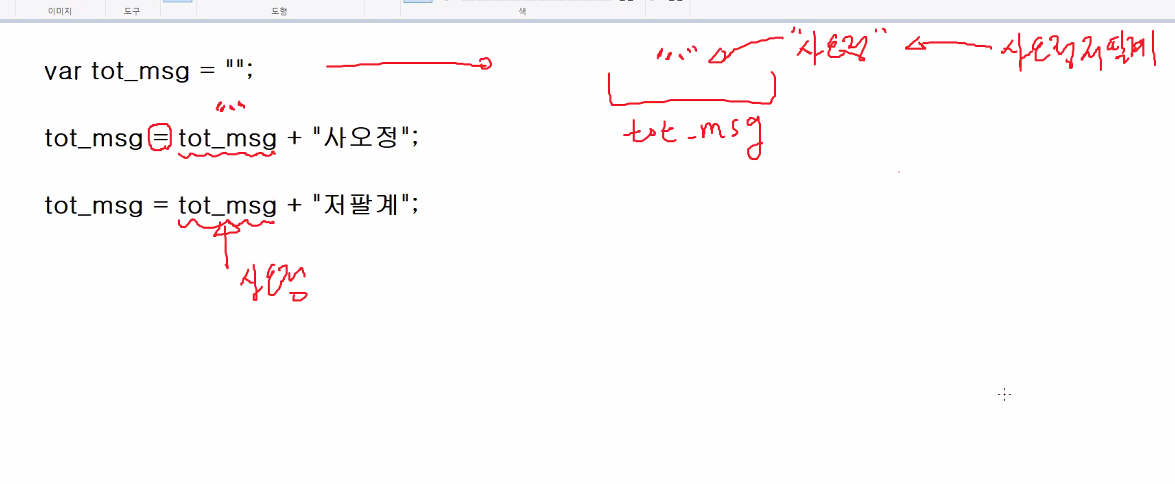 이미지 도구 도형 색
var tot_msg = "";
"" "사오정" 사오정저팔계
tot_msg = tot_msg + "사오정";
tot_msg
tot_msg = tot_msg + "저팔계";
사오정